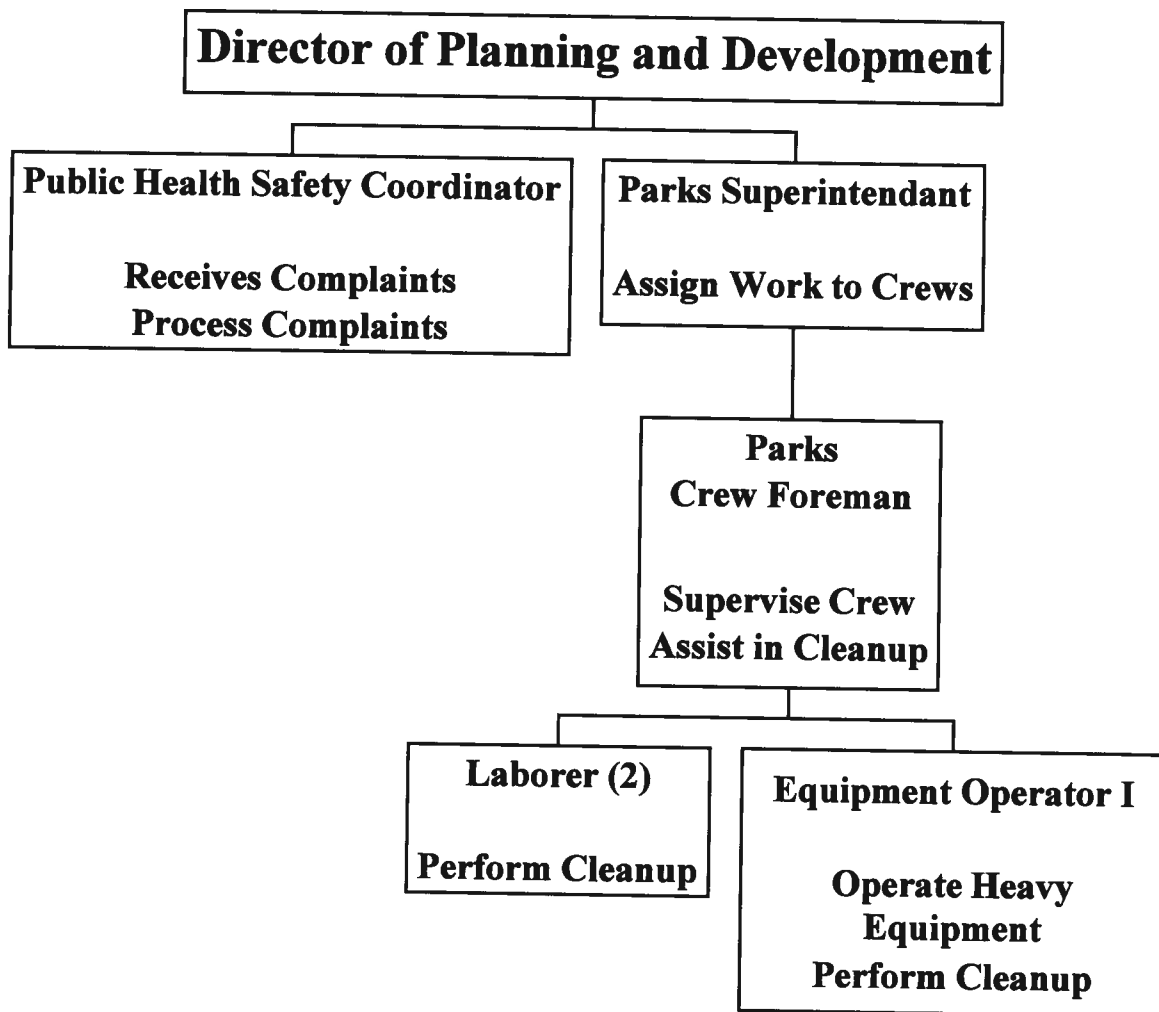 Director of Planning and Development
Public Health Safety Coordinator
Receives Complaints
Process Complaints
Parks Superintendant
Assign Work to Crews
Parks
Crew Foreman
Supervise Crew
Assist in Cleanup
Laborer (2)
Perform Cleanup
Equipment Operator I
Operate Heavy
Equipment
Perform Cleanup